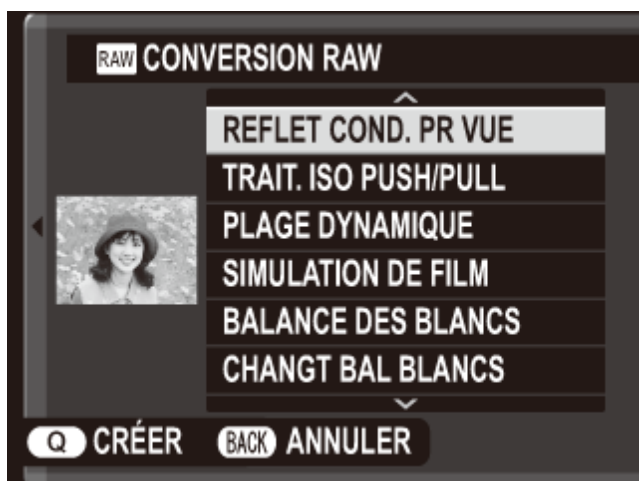 RAW CONVERSION RAW
REFLET COND. PR VUE
TRAIT. ISO PUSH/PULL
PLAGE DYNAMIQUE
SIMULATION DE FILM
BALANCE DES BLANCS
CHANGT BAL BLANCS
Q CRÉER BACK ANNULER